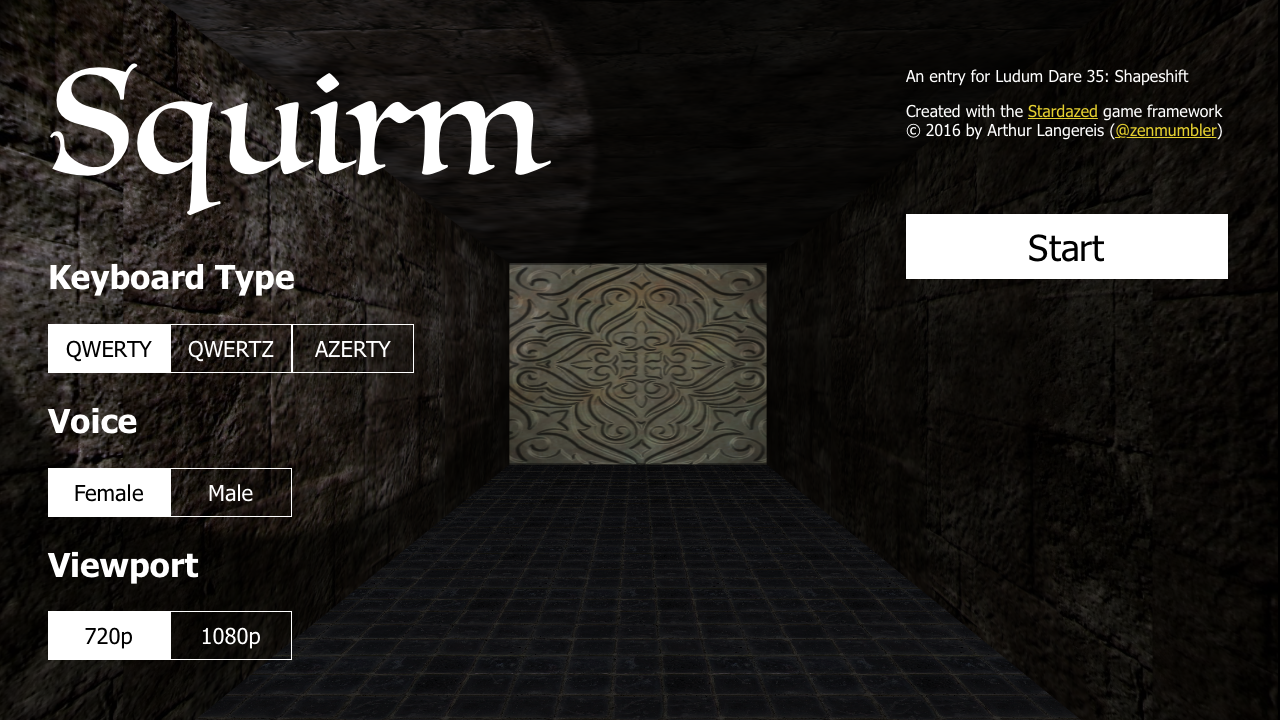 Squirm
Keyboard Type
QWERTY QWERTZ AZERTY
Voice
Female Male
Viewport
720p 1080p
An entry for Ludum Dare 35: Shapeshift
Created with the Stardazed game framework
© 2016 by Arthur Langereis (@zenmumbler)
Start